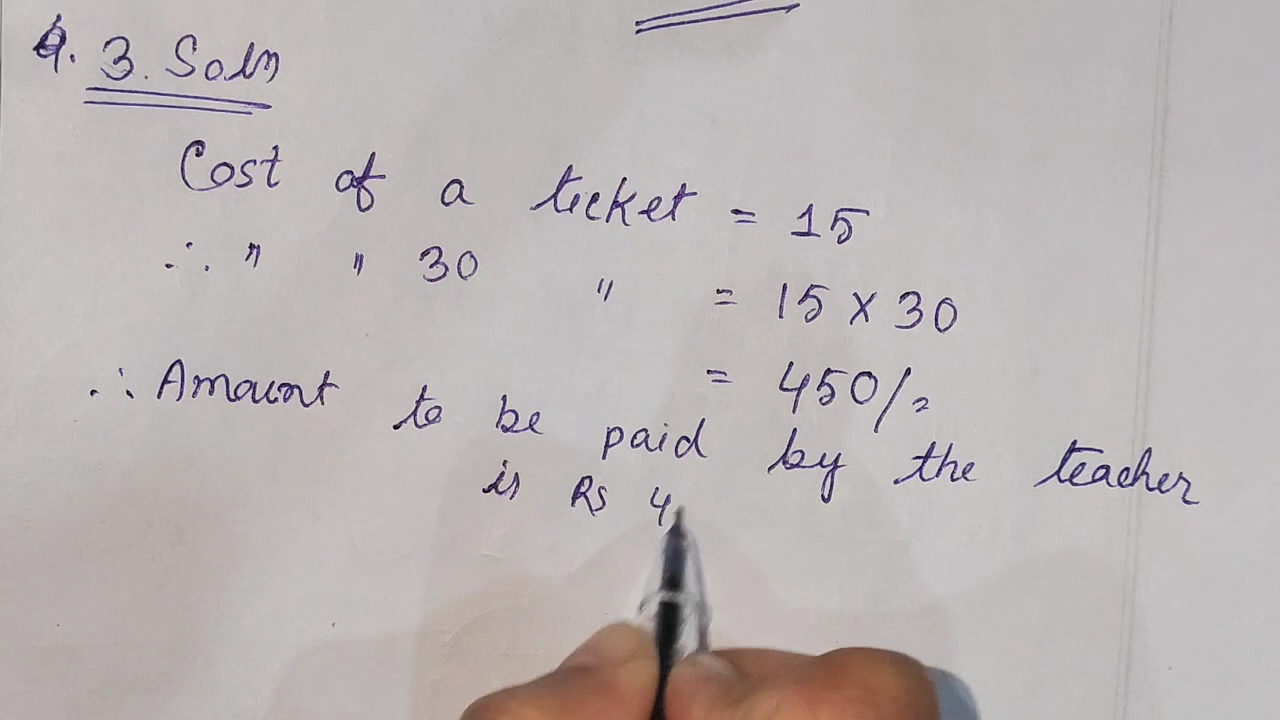 Q. 3. Soln
Cost of a ticket = 15
∴ " " 30 " = 15 × 30
= 450/-
∴ Amount to be paid by the teacher
is Rs 4